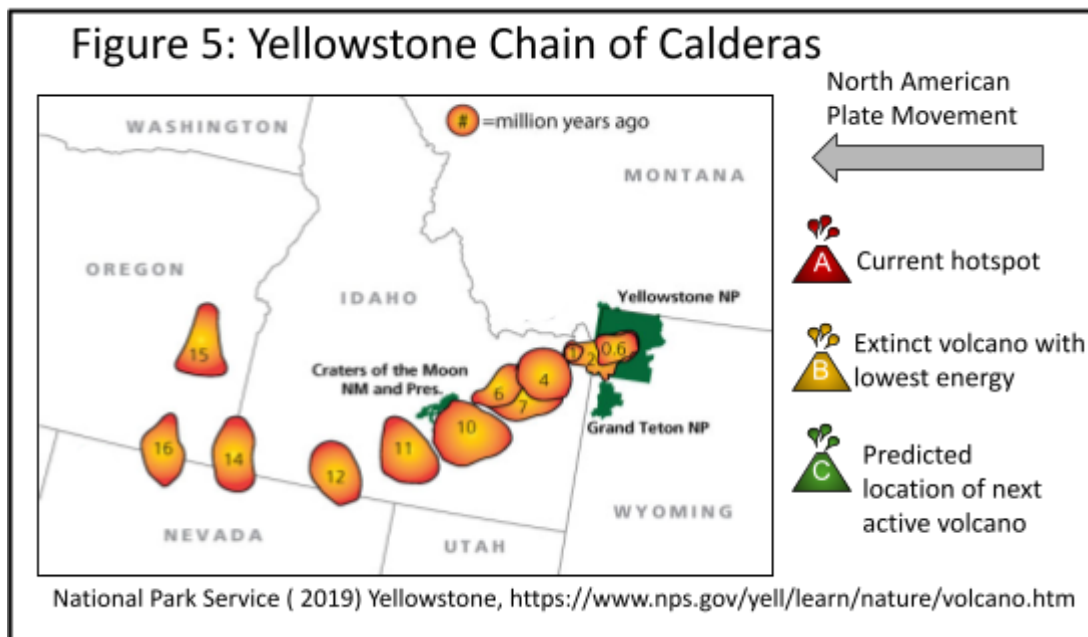 Figure 5: Yellowstone Chain of Calderas
North American
Plate Movement
# =million years ago
WASHINGTON
MONTANA
OREGON
IDAHO
Yellowstone NP
A
Current hotspot
15
1
2
0.6
Craters of the Moon
NM and Pres.
4
6
7
Grand Teton NP
B
Extinct volcano with
lowest energy
16
14
12
11
10
C
Predicted
location of next
active volcano
NEVADA
UTAH
WYOMING
National Park Service ( 2019) Yellowstone, https://www.nps.gov/yell/learn/nature/volcano.htm